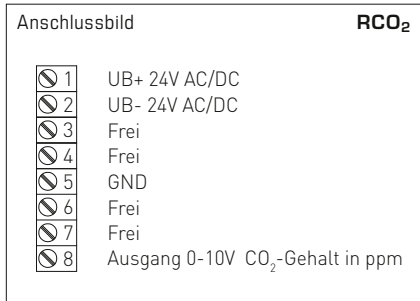 Anschlussbild RCO₂
1 UB+ 24V AC/DC
2 UB- 24V AC/DC
3 Frei
4 Frei
5 GND
6 Frei
7 Frei
8 Ausgang 0-10V CO₂-Gehalt in ppm